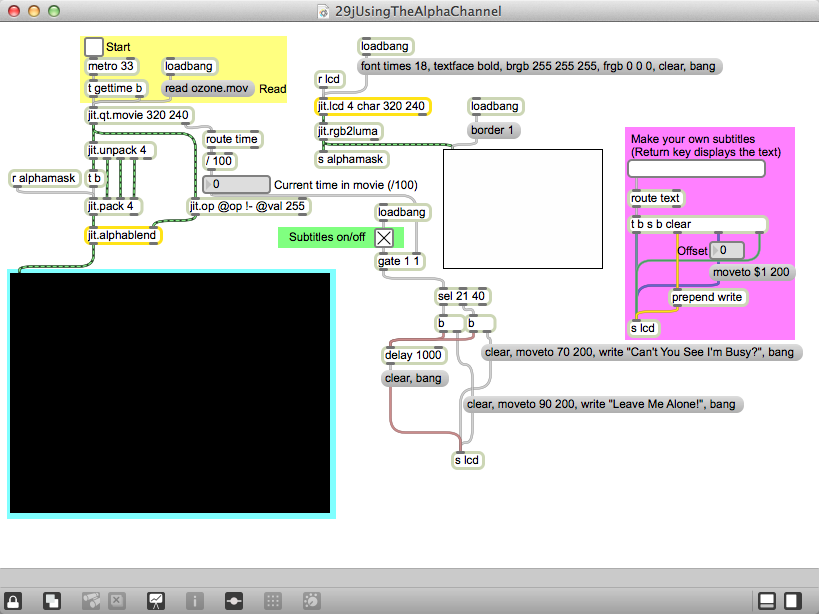 29jUsingTheAlphaChannel
Start
metro 33
loadbang
t gettime b
read ozone.mov
Read
jit.qt.movie 320 240
route time
jit.unpack 4
/ 100
r alphamask
t b
0
Current time in movie (/100)
jit.pack 4
jit.op @op !- @val 255
jit.alphablend
loadbang
font times 18, textface bold, brgb 255 255 255, frgb 0 0 0, clear, bang
r lcd
jit.lcd 4 char 320 240
loadbang
jit.rgb2luma
border 1
s alphamask
loadbang
Subtitles on/off
gate 1 1
sel 21 40
b
b
delay 1000
clear, moveto 70 200, write "Can't You See I'm Busy?", bang
clear, bang
clear, moveto 90 200, write "Leave Me Alone!", bang
s lcd
Make your own subtitles
(Return key displays the text)
route text
t b s b clear
Offset
0
moveto $1 200
prepend write
s lcd
i